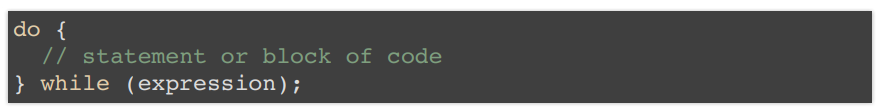 do {
  // statement or block of code
} while (expression);